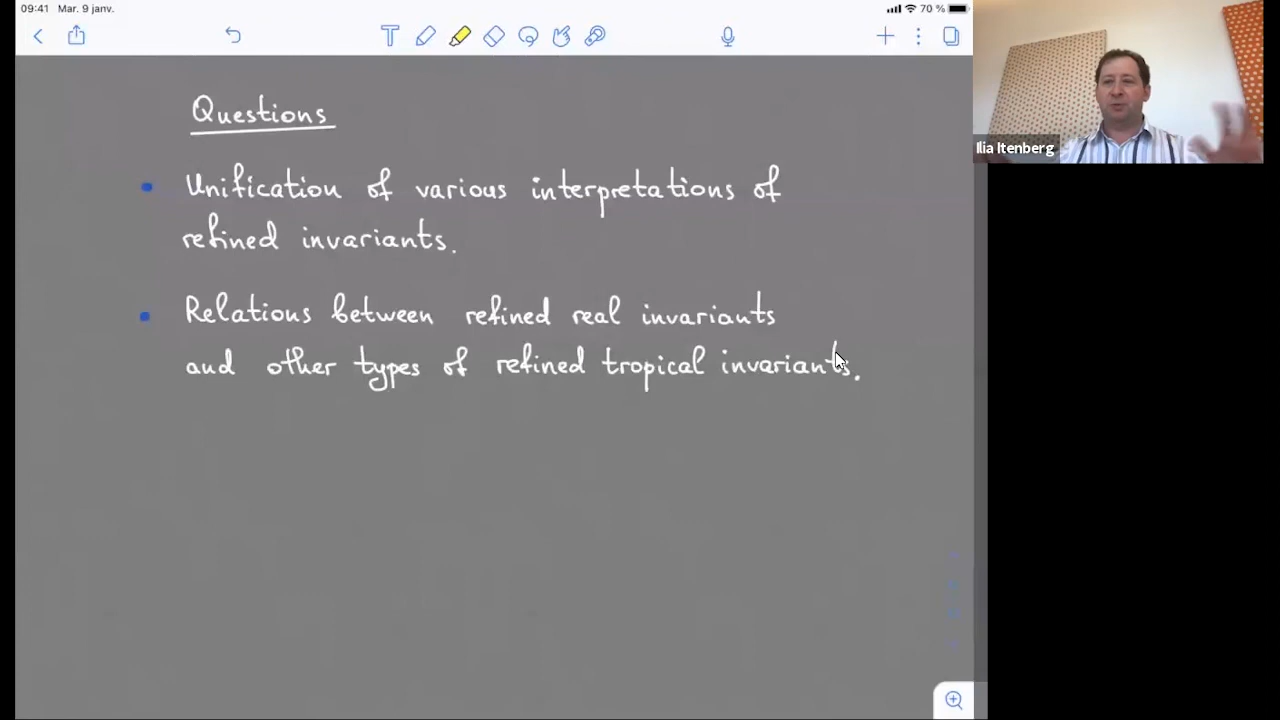 09:41 Mar. 9 janv.
70 %
Questions
• Unification of various interpretations of
refined invariants.
• Relations between refined real invariants
and other types of refined tropical invariants.
Ilia Itenberg